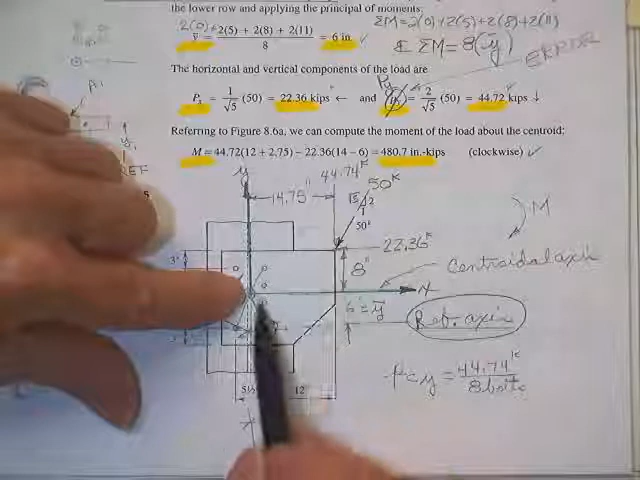 the lower row and applying the principal of moments:
2(0)+
ΣM=2(0)+2(5)+2(8)+2(11)
ȳ = 2(5) + 2(8) + 2(11) / 8 = 6 in.
& ΣM = 8(ȳ)
ERROR
The horizontal and vertical components of the load are
Py
Px = 1/√5 (50) = 22.36 kips ← and = 2/√5 (50) = 44.72 kips ↓
REF
Referring to Figure 8.6a, we can compute the moment of the load about the centroid:
M = 44.72(12 + 2.75) − 22.36(14 − 6) = 480.7 in.-kips (clockwise)
y
44.74K
14.75"
50K
√5 2
1
50k
M
22.36K
3"
8"
Centroidal axis
x
6"=ȳ
Ref. axis
3"
PCy = 44.74K / 8 bolts
5½
12